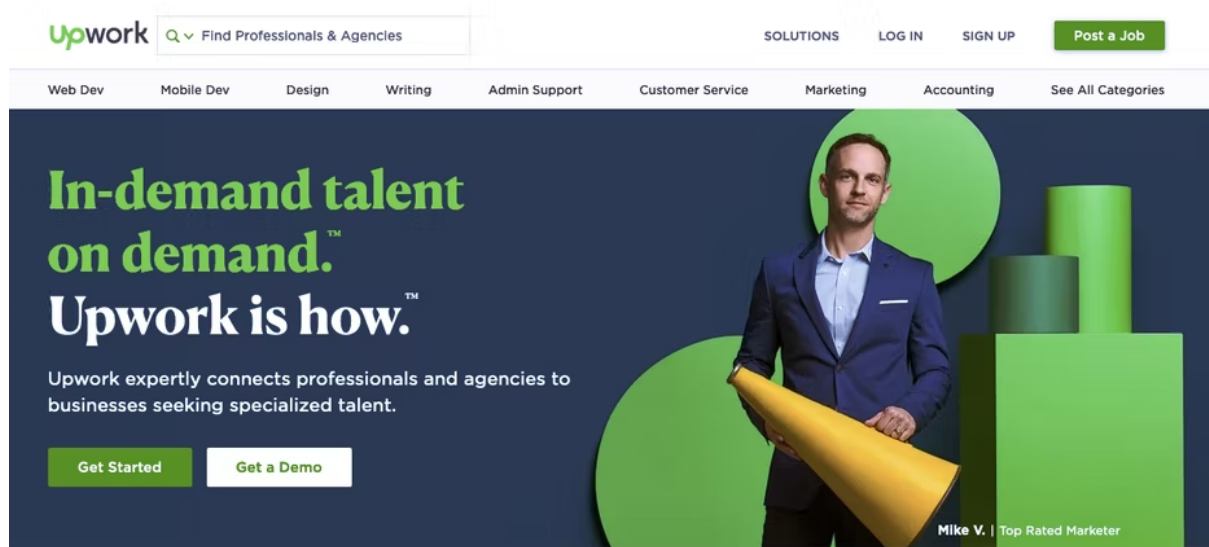 Upwork
Find Professionals & Agencies
SOLUTIONS
LOG IN
SIGN UP
Post a Job
Web Dev
Mobile Dev
Design
Writing
Admin Support
Customer Service
Marketing
Accounting
See All Categories
In-demand talent
on demand.™
Upwork is how.™
Upwork expertly connects professionals and agencies to
businesses seeking specialized talent.
Get Started
Get a Demo
Mike V. | Top Rated Marketer